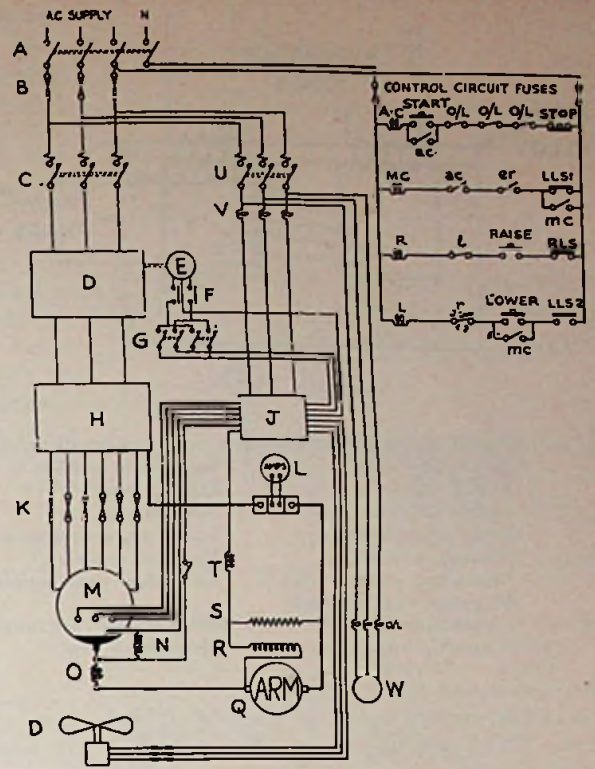 A.C SUPPLY N
A
B
CONTROL CIRCUIT FUSES
START
A.C O/L O/L O/L STOP
ac.
C. U
MC ac er LLS1
V
mc
E
R l RAISE RLS
D
F
G
L r LOWER LLS2
mc
H J
AMPS L
K
T
M
S
N
R
O/L
O
ARM W
Q
D